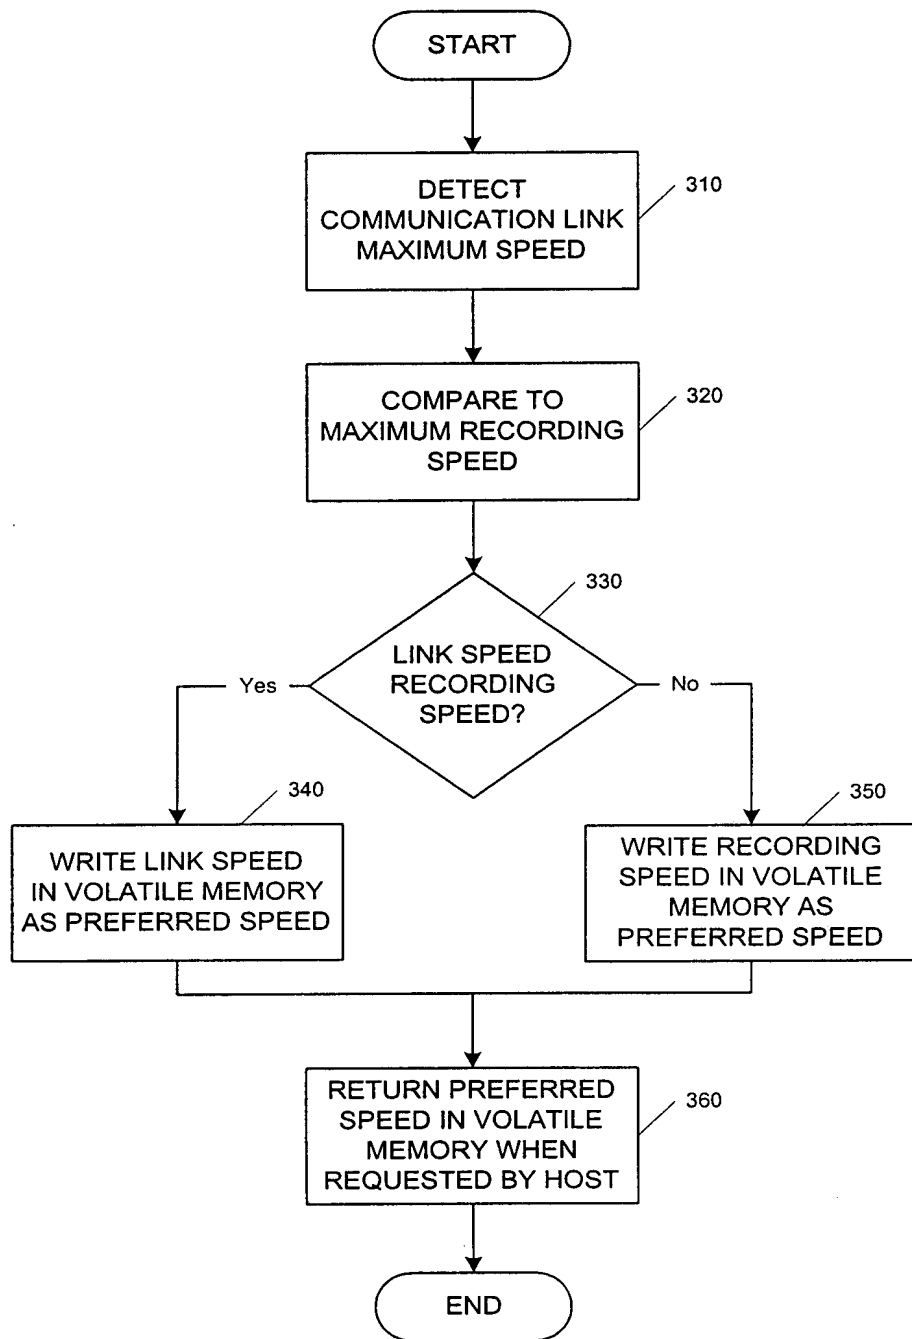 START
DETECT
COMMUNICATION LINK
MAXIMUM SPEED
310
COMPARE TO
MAXIMUM RECORDING
SPEED
320
330
LINK SPEED
RECORDING
SPEED?
Yes
No
340
WRITE LINK SPEED
IN VOLATILE MEMORY
AS PREFERRED SPEED
350
WRITE RECORDING
SPEED IN VOLATILE
MEMORY AS
PREFERRED SPEED
RETURN PREFERRED
SPEED IN VOLATILE
MEMORY WHEN
REQUESTED BY HOST
360
END